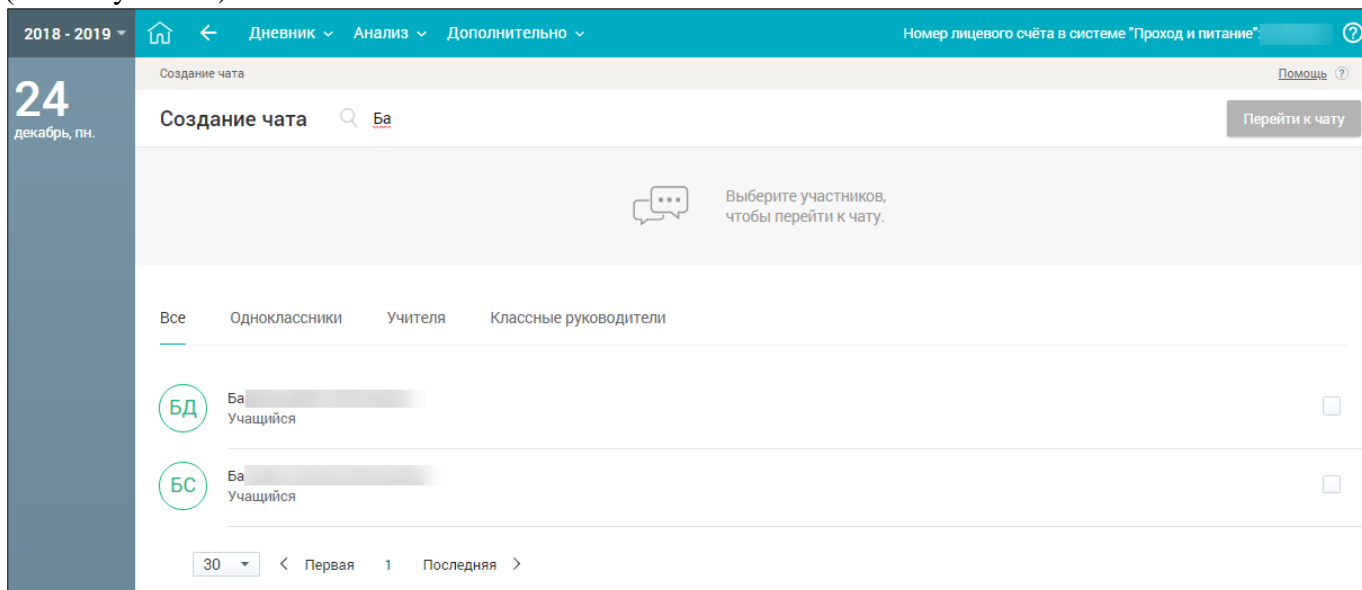 2018 - 2019 Дневник Анализ Дополнительно Номер лицевого счёта в системе "Проход и питание":
24
декабрь, пн.
Создание чата Помощь ?
Создание чата Ба Перейти к чату
Выберите участников,
чтобы перейти к чату.
Все Одноклассники Учителя Классные руководители
БД Ба
Учащийся
БС Ба
Учащийся
30 < Первая 1 Последняя >